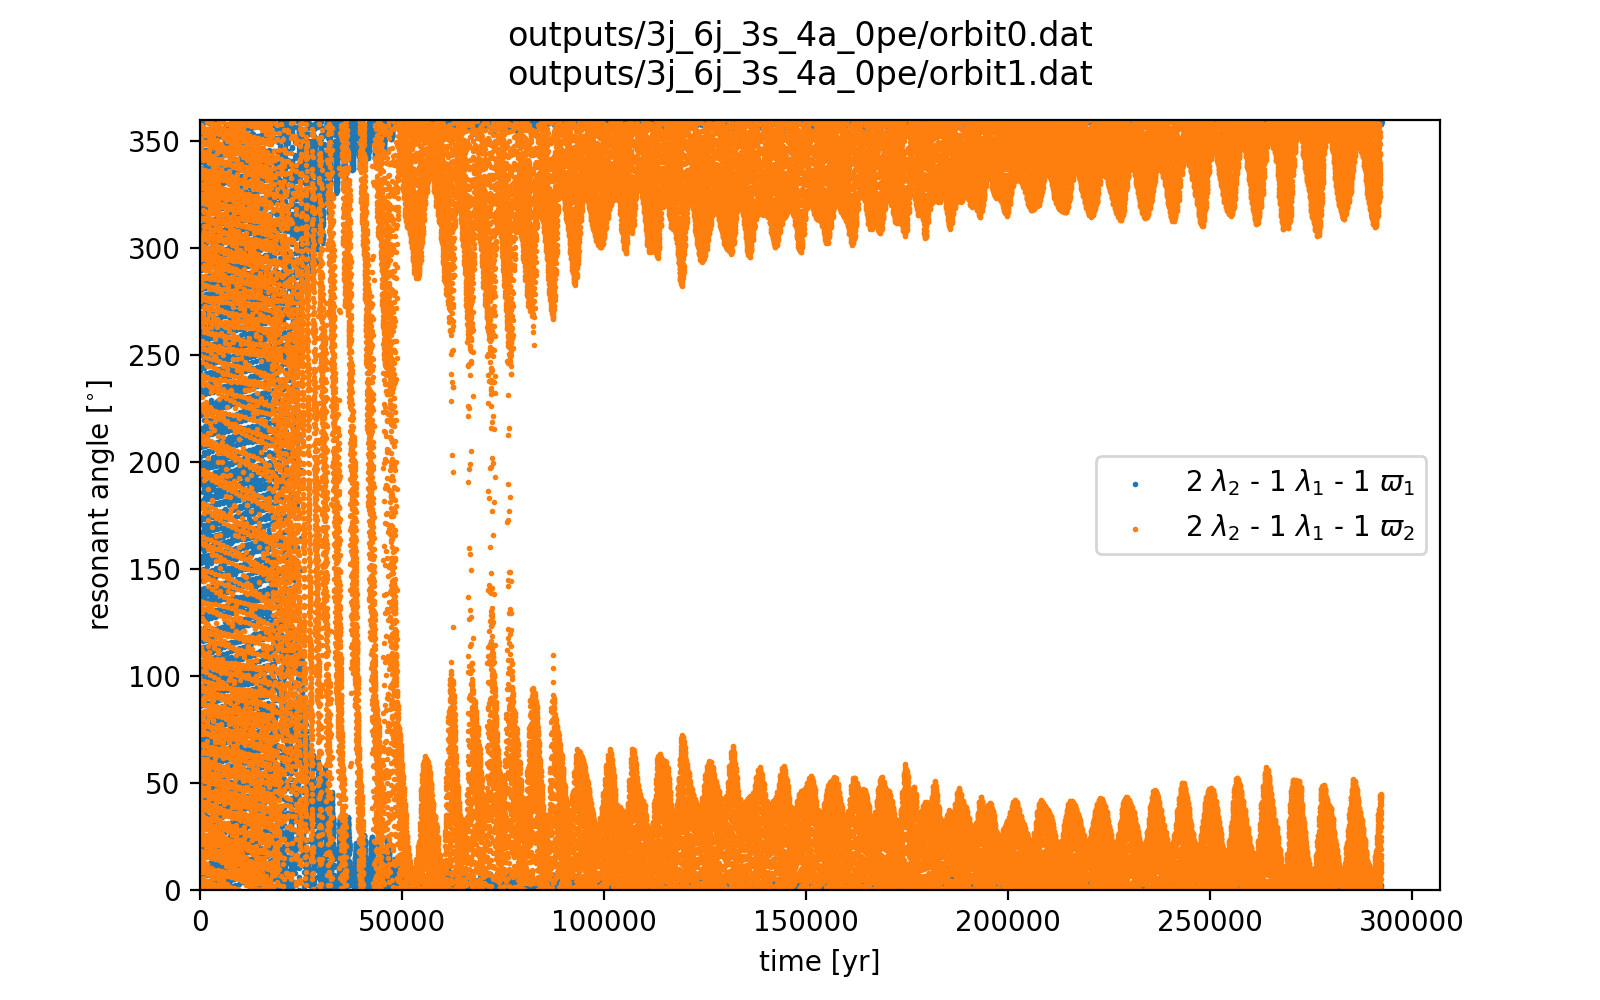 outputs/3j_6j_3s_4a_0pe/orbit0.dat
outputs/3j_6j_3s_4a_0pe/orbit1.dat
350
300
250
200
150
100
50
0
resonant angle [°]
2 λ₂ - 1 λ₁ - 1 ϖ₁
2 λ₂ - 1 λ₁ - 1 ϖ₂
0 50000 100000 150000 200000 250000 300000
time [yr]